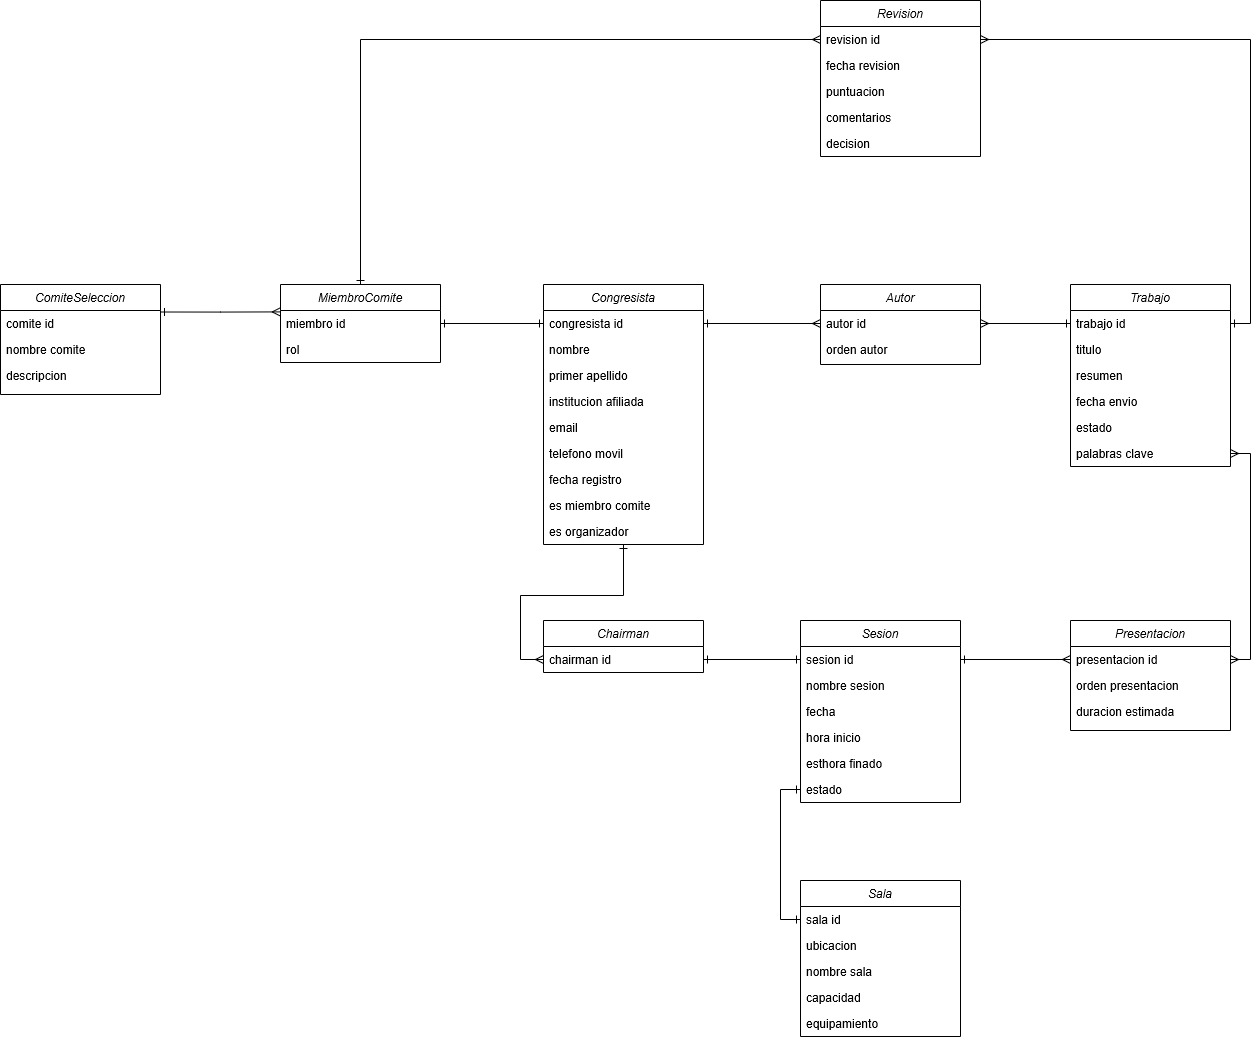 Revision
revision id
fecha revision
puntuacion
comentarios
decision
ComiteSeleccion
comite id
nombre comite
descripcion
MiembroComite
miembro id
rol
Congresista
congresista id
nombre
primer apellido
institucion afiliada
email
telefono movil
fecha registro
es miembro comite
es organizador
Autor
autor id
orden autor
Trabajo
trabajo id
titulo
resumen
fecha envio
estado
palabras clave
Chairman
chairman id
Sesion
sesion id
nombre sesion
fecha
hora inicio
esthora finado
estado
Presentacion
presentacion id
orden presentacion
duracion estimada
Sala
sala id
ubicacion
nombre sala
capacidad
equipamiento